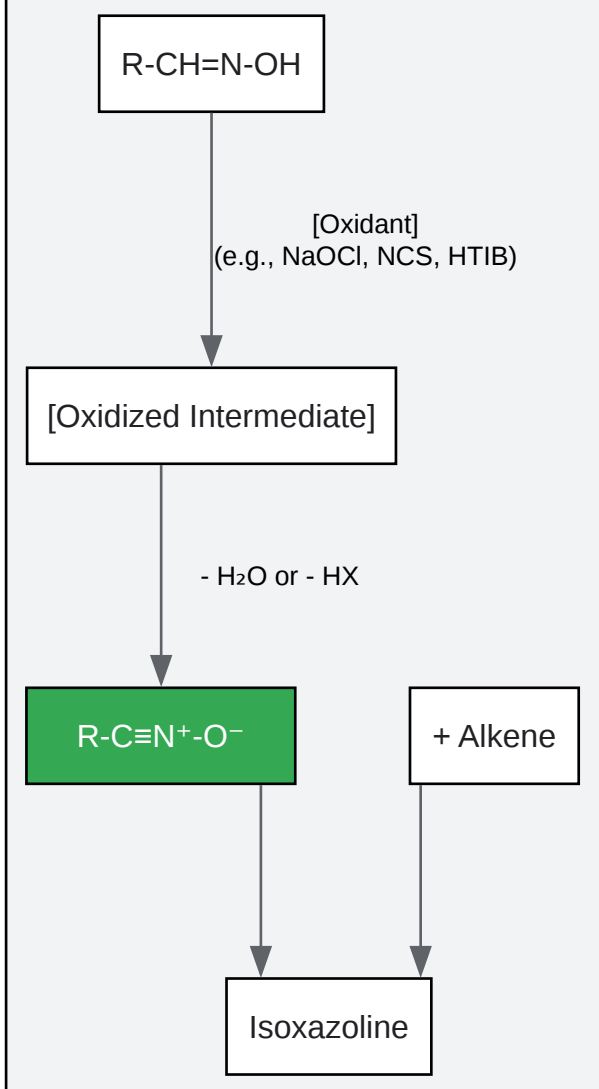 R-CH=N-OH
[Oxidant]
(e.g., NaOCl, NCS, HTIB)
[Oxidized Intermediate]
- H₂O or - HX
R-C≡N⁺-O⁻
+ Alkene
Isoxazoline